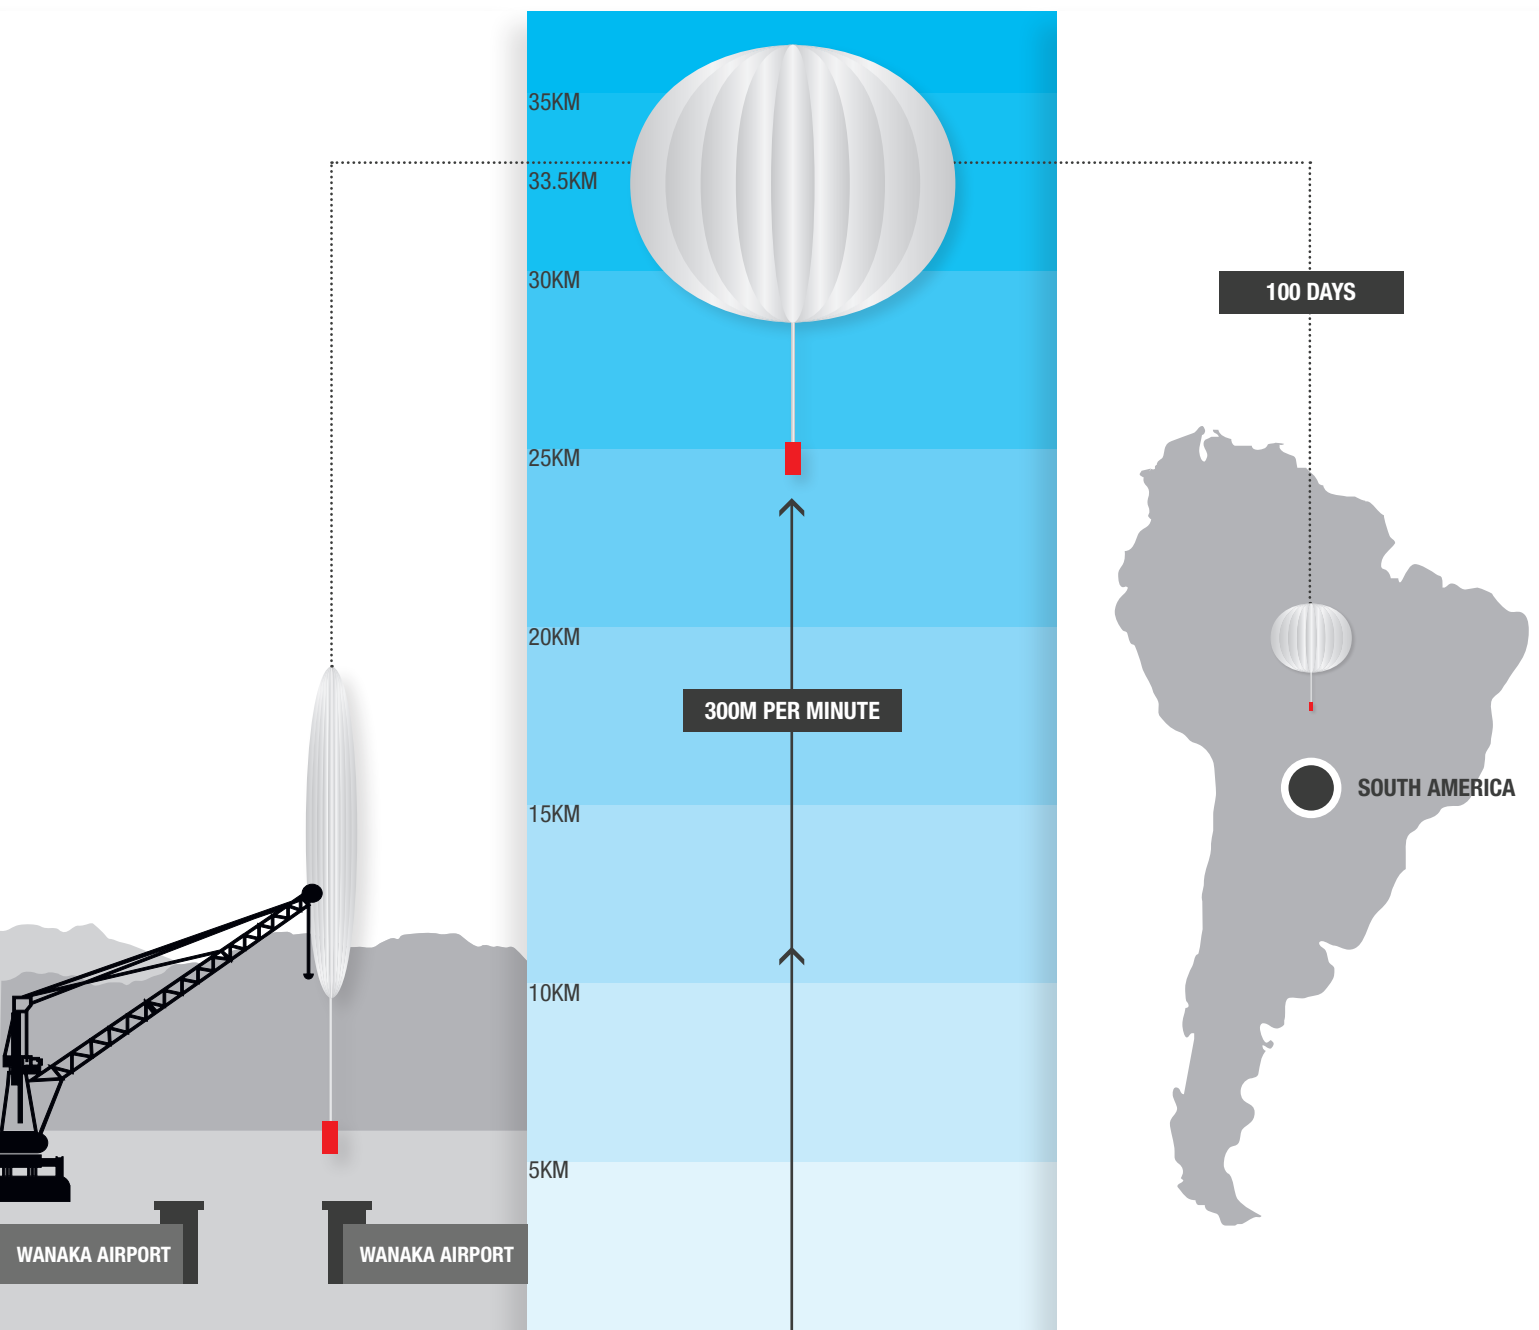 35KM
33.5KM
30KM
25KM
20KM
15KM
10KM
5KM
300M PER MINUTE
100 DAYS
SOUTH AMERICA
WANAKA AIRPORT
WANAKA AIRPORT